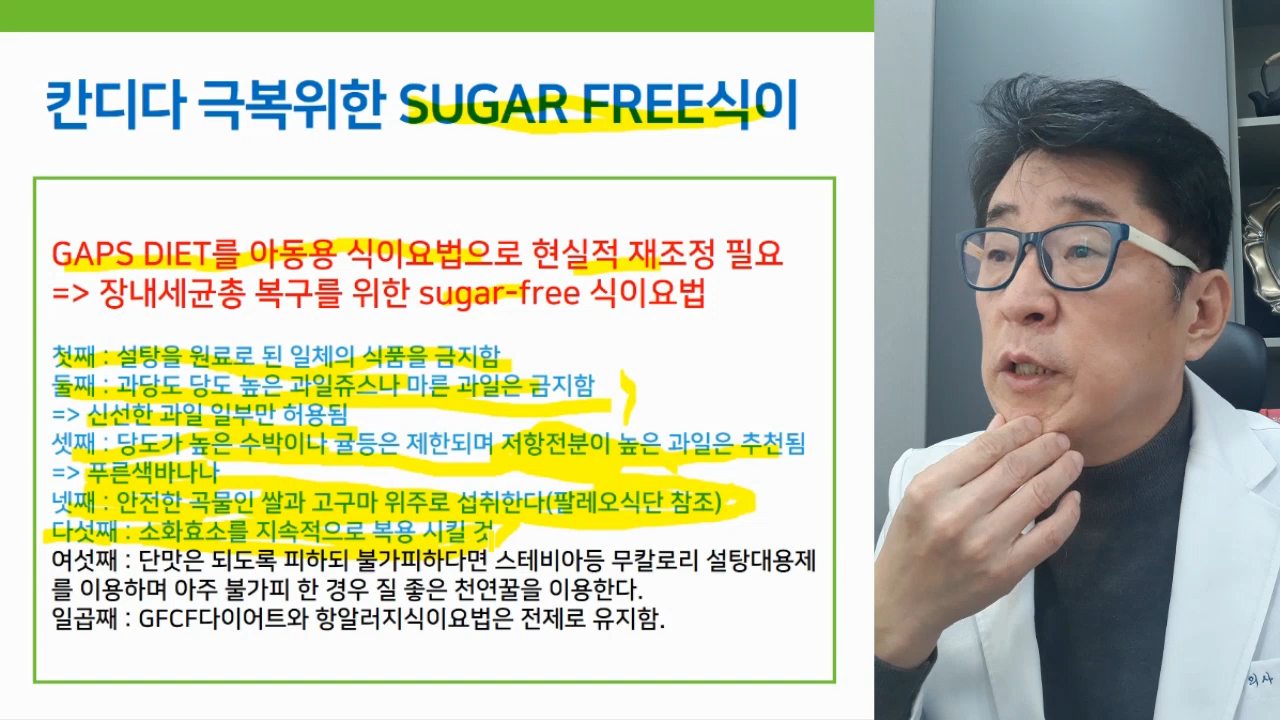 칸디다 극복위한 SUGAR FREE식이
GAPS DIET를 아동용 식이요법으로 현실적 재조정 필요
=> 장내세균총 복구를 위한 sugar-free 식이요법
첫째 : 설탕을 원료로 된 일체의 식품을 금지함
둘째 : 과당도 당도 높은 과일쥬스나 마른 과일은 금지함
=> 신선한 과일 일부만 허용됨
셋째 : 당도가 높은 수박이나 귤등은 제한되며 저항전분이 높은 과일은 추천됨
=> 푸른색바나나
넷째 : 안전한 곡물인 쌀과 고구마 위주로 섭취한다(팔레오식단 참조)
다섯째 : 소화효소를 지속적으로 복용 시킬 것
여섯째 : 단맛은 되도록 피하되 불가피하다면 스테비아등 무칼로리 설탕대용제
를 이용하며 아주 불가피 한 경우 질 좋은 천연꿀을 이용한다.
일곱째 : GFCF다이어트와 항알러지식이요법은 전제로 유지함.
의사